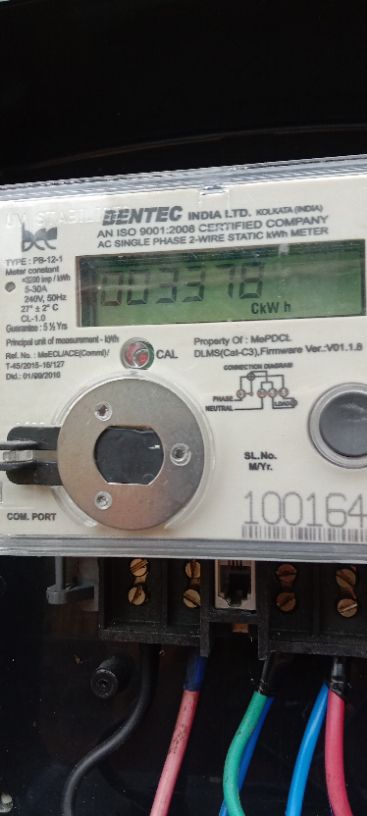 BENTEC INDIA LTD. KOLKATA (INDIA)
AN ISO 9001:2008 CERTIFIED COMPANY
AC SINGLE PHASE 2-WIRE STATIC kWh METER
bec
TYPE : PB-12-1
Meter constant
=3200 imp / kWh
5-30A
240V, 50Hz
27° ± 2° C
CL-1.0
Guarantee : 5 ½ Yrs
003378
CkW h
Principal unit of measurement - kWh
Ref. No. : MeECL/ACE(Comml)/
T-45/2015-16/127
Dtd.: 01/09/2016
CAL
Property Of : MePDCL
DLMS(Cat-C3),Firmware Ver.:V01.1.8
CONNECTION DIAGRAM
PHASE
NEUTRAL
LOAD
SL.No.
M/Yr.
100164
COM. PORT